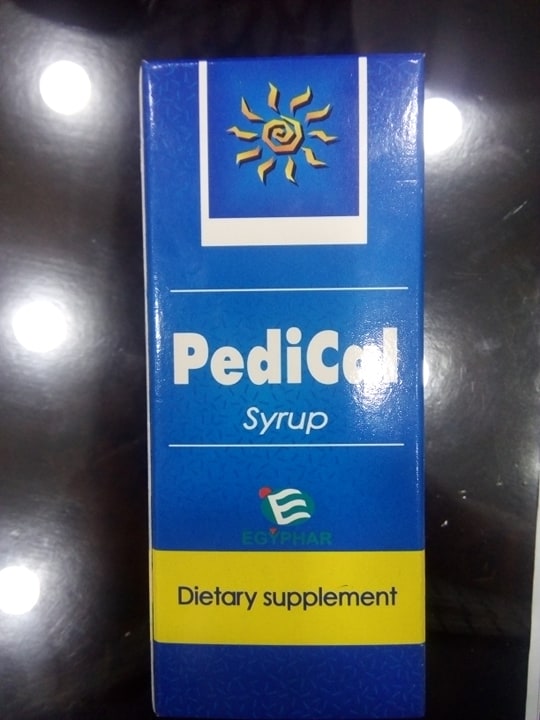 PediCal
Syrup
EGYPHAR
Dietary supplement